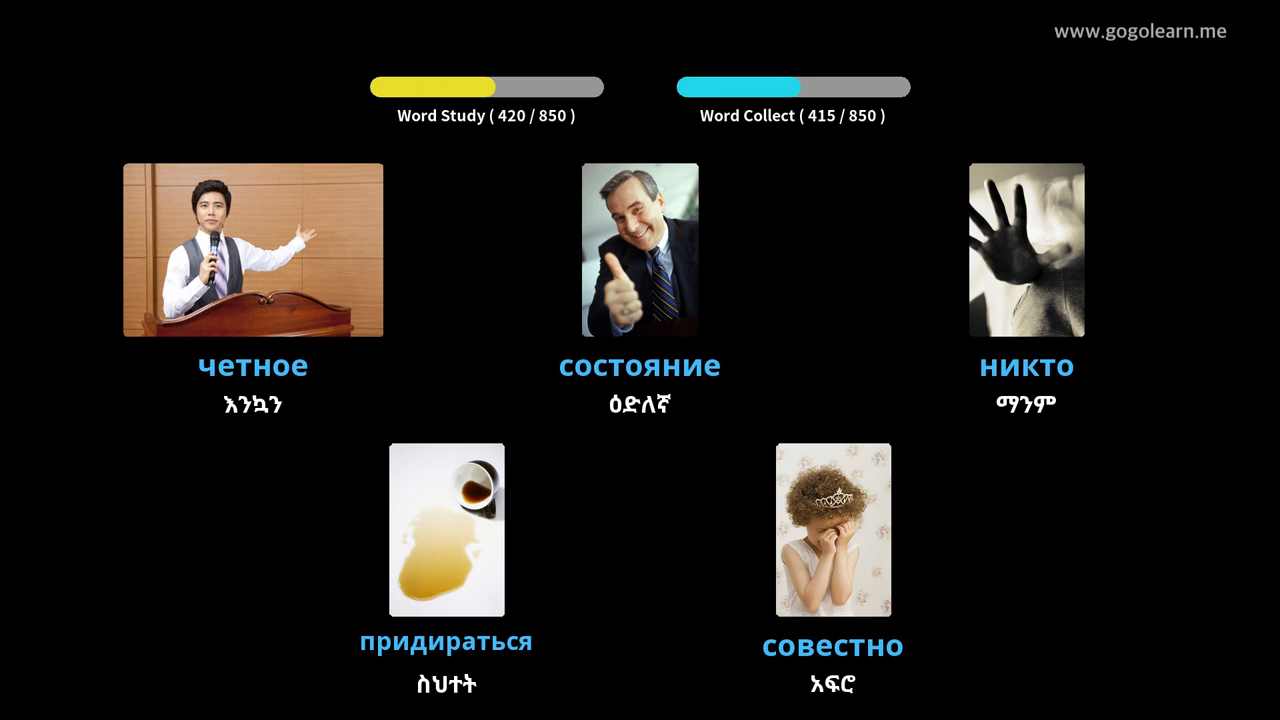 www.gogolearn.me
Word Study ( 420 / 850 )
Word Collect ( 415 / 850 )
четное
እንኳን
состояние
ዕድለኛ
никто
ማንም
придираться
ስህተት
совестно
አፍሮ